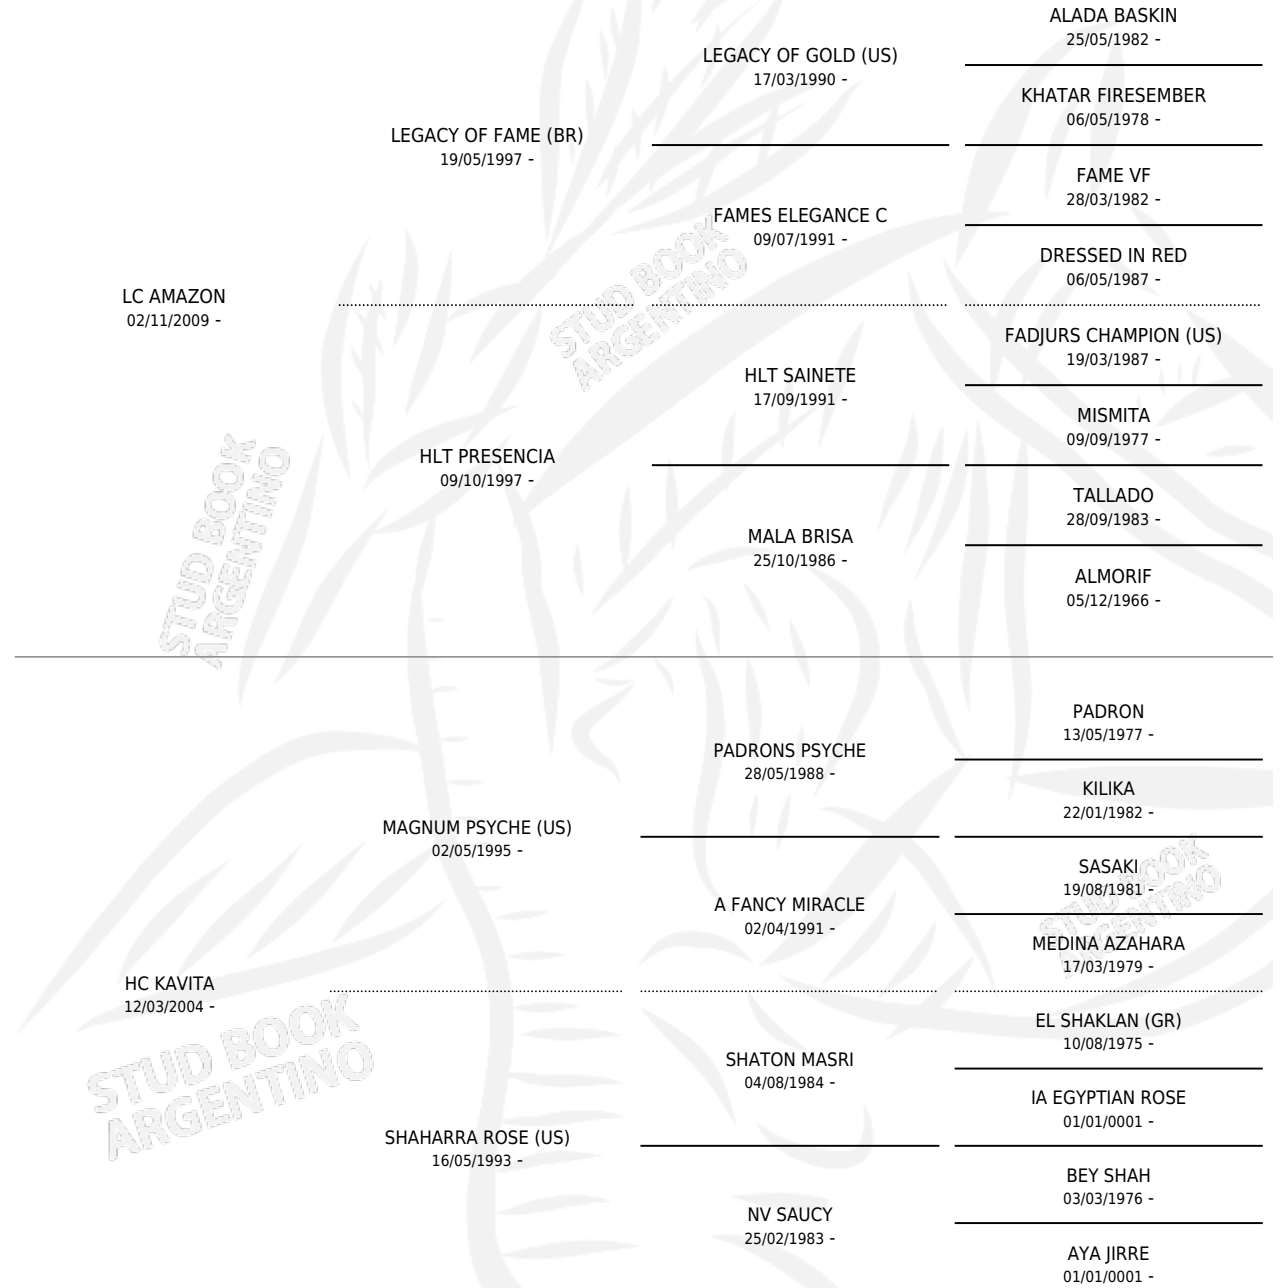 ALADA BASKIN
25/05/1982 -
LEGACY OF GOLD (US)
17/03/1990 -
KHATAR FIRESEMBER
06/05/1978 -
LEGACY OF FAME (BR)
19/05/1997 -
FAME VF
28/03/1982 -
FAMES ELEGANCE C
09/07/1991 -
DRESSED IN RED
06/05/1987 -
LC AMAZON
02/11/2009 -
STUD BOOK
ARGENTINO
FADJURS CHAMPION (US)
19/03/1987 -
HLT SAINETE
17/09/1991 -
MISMITA
09/09/1977 -
HLT PRESENCIA
09/10/1997 -
TALLADO
28/09/1983 -
MALA BRISA
25/10/1986 -
ALMORIF
05/12/1966 -
STUD BOOK
ARGENTINO
PADRON
13/05/1977 -
PADRONS PSYCHE
28/05/1988 -
KILIKA
22/01/1982 -
MAGNUM PSYCHE (US)
02/05/1995 -
SASAKI
19/08/1981 -
A FANCY MIRACLE
02/04/1991 -
MEDINA AZAHARA
17/03/1979 -
STUD BOOK
ARGENTINO
HC KAVITA
12/03/2004 -
EL SHAKLAN (GR)
10/08/1975 -
SHATON MASRI
04/08/1984 -
IA EGYPTIAN ROSE
01/01/0001 -
STUD BOOK
ARGENTINO
SHAHARRA ROSE (US)
16/05/1993 -
BEY SHAH
03/03/1976 -
NV SAUCY
25/02/1983 -
AYA JIRRE
01/01/0001 -